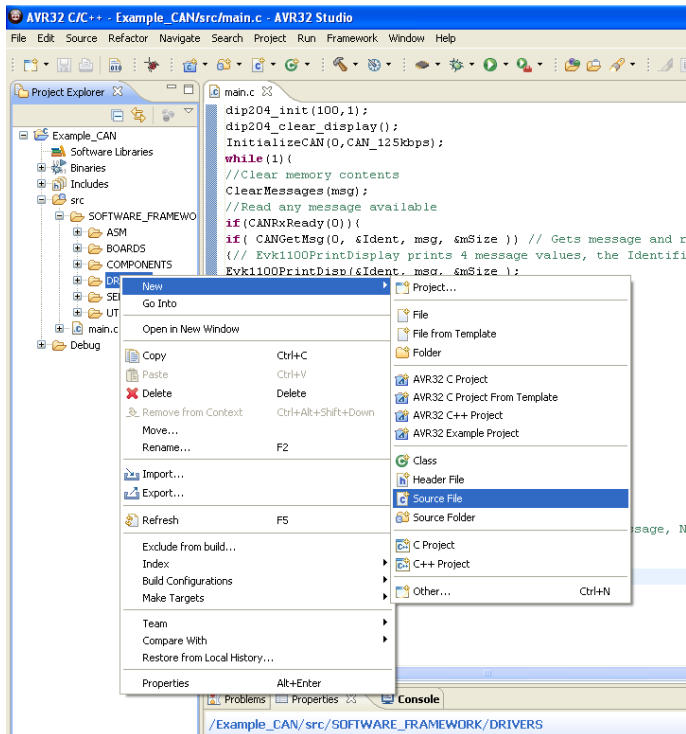 AVR32 C/C++ - Example_CAN/src/main.c - AVR32 Studio
File Edit Source Refactor Navigate Search Project Run Framework Window Help
Project Explorer
main.c
Example_CAN
Software Libraries
Binaries
Includes
src
SOFTWARE_FRAMEWO
ASM
BOARDS
COMPONENTS
main.c
Debug
dip204_init(100,1);
dip204_clear_display();
InitializeCAN(0,CAN_125kbps);
while(1){
//Clear memory contents
ClearMessages(msg);
//Read any message available
if(CANRxReady(0)){
if( CANGetMsg(0, &Ident, msg, &mSize )) // Gets message and r
{// Evk1100PrintDisplay prints 4 message values, the Identifi
Evk1100PrintDisp(&Ident, msg, &mSize );
ssage, N
New
Go Into
Open in New Window
Copy Ctrl+C
Paste Ctrl+V
Delete Delete
Remove from Context Ctrl+Alt+Shift+Down
Move...
Rename... F2
Import...
Export...
Refresh F5
Exclude from build...
Index
Build Configurations
Make Targets
Team
Compare With
Restore from Local History...
Properties Alt+Enter
Project...
File
File from Template
Folder
AVR32 C Project
AVR32 C Project From Template
AVR32 C++ Project
AVR32 Example Project
Class
Header File
Source File
Source Folder
C Project
C++ Project
Other... Ctrl+N
Problems Properties Console
/Example_CAN/src/SOFTWARE_FRAMEWORK/DRIVERS